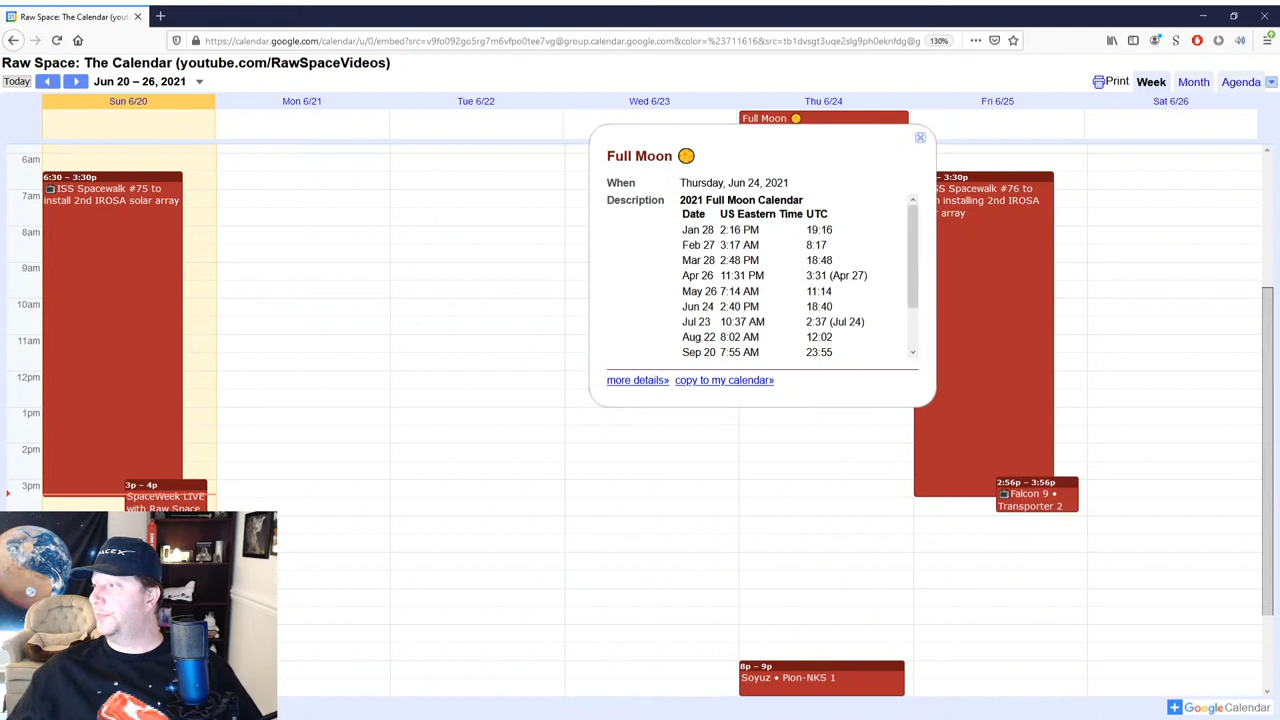 Raw Space: The Calendar (yout
https://calendar.google.com/calendar/u/0/embed?src=v9fo092go5rg7m6vfpo0tee7vg@group.calendar.google.com&color=%23711616&src=tb1dvsgt3uqe2slg9ph0eknfdg@g
130%
Raw Space: The Calendar (youtube.com/RawSpaceVideos)
Today Jun 20 – 26, 2021 Print Week Month Agenda
Sun 6/20 Mon 6/21 Tue 6/22 Wed 6/23 Thu 6/24 Fri 6/25 Sat 6/26
Full Moon
6am
7am
8am
9am
10am
11am
12pm
1pm
2pm
3pm
6:30 – 3:30p
ISS Spacewalk #75 to
install 2nd IROSA solar array
3p – 4p
SpaceWeek LIVE
with Raw Space
Full Moon
When Thursday, Jun 24, 2021
Description 2021 Full Moon Calendar
Date US Eastern Time UTC
Jan 28 2:16 PM 19:16
Feb 27 3:17 AM 8:17
Mar 28 2:48 PM 18:48
Apr 26 11:31 PM 3:31 (Apr 27)
May 26 7:14 AM 11:14
Jun 24 2:40 PM 18:40
Jul 23 10:37 AM 2:37 (Jul 24)
Aug 22 8:02 AM 12:02
Sep 20 7:55 AM 23:55
more details» copy to my calendar»
– 3:30p
SS Spacewalk #76 to
installing 2nd IROSA
array
2:56p – 3:56p
Falcon 9 •
Transporter 2
8p – 9p
Soyuz • Pion-NKS 1
SPACEX
Google Calendar